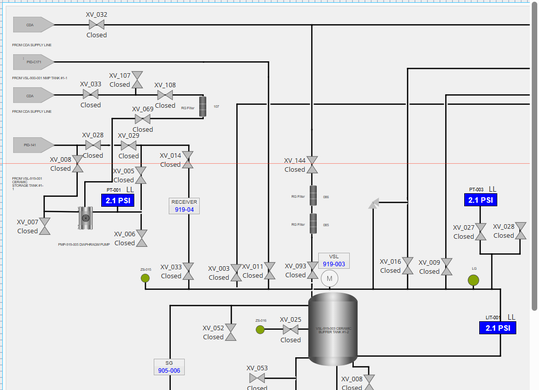 XV_032
CDA
Closed
FROM CDA SUPPLY LINE
XV_107
Closed
XV_033
XV_108
CDA
Closed
Closed
FROM CDA SUPPLY LINE
XV_069
Closed
XV_028
XV_029
Closed
Closed
XV_008
Closed
XV_014
Closed
XV_144
Closed
XV_005
Closed
PT-001
LL
2.1 PSI
PT-003
LL
2.1 PSI
RECEIVER
919-04
XV_007
Closed
XV_006
Closed
XV_027
Closed
XV_028
Closed
VSL
919-003
XV_033
Closed
XV_003
Closed
XV_011
Closed
XV_093
Closed
M
XV_016
Closed
XV_009
Closed
LL
2.1 PSI
XV_052
Closed
XV_025
Closed
SG
905-006
XV_053
Closed
XV_008
Closed